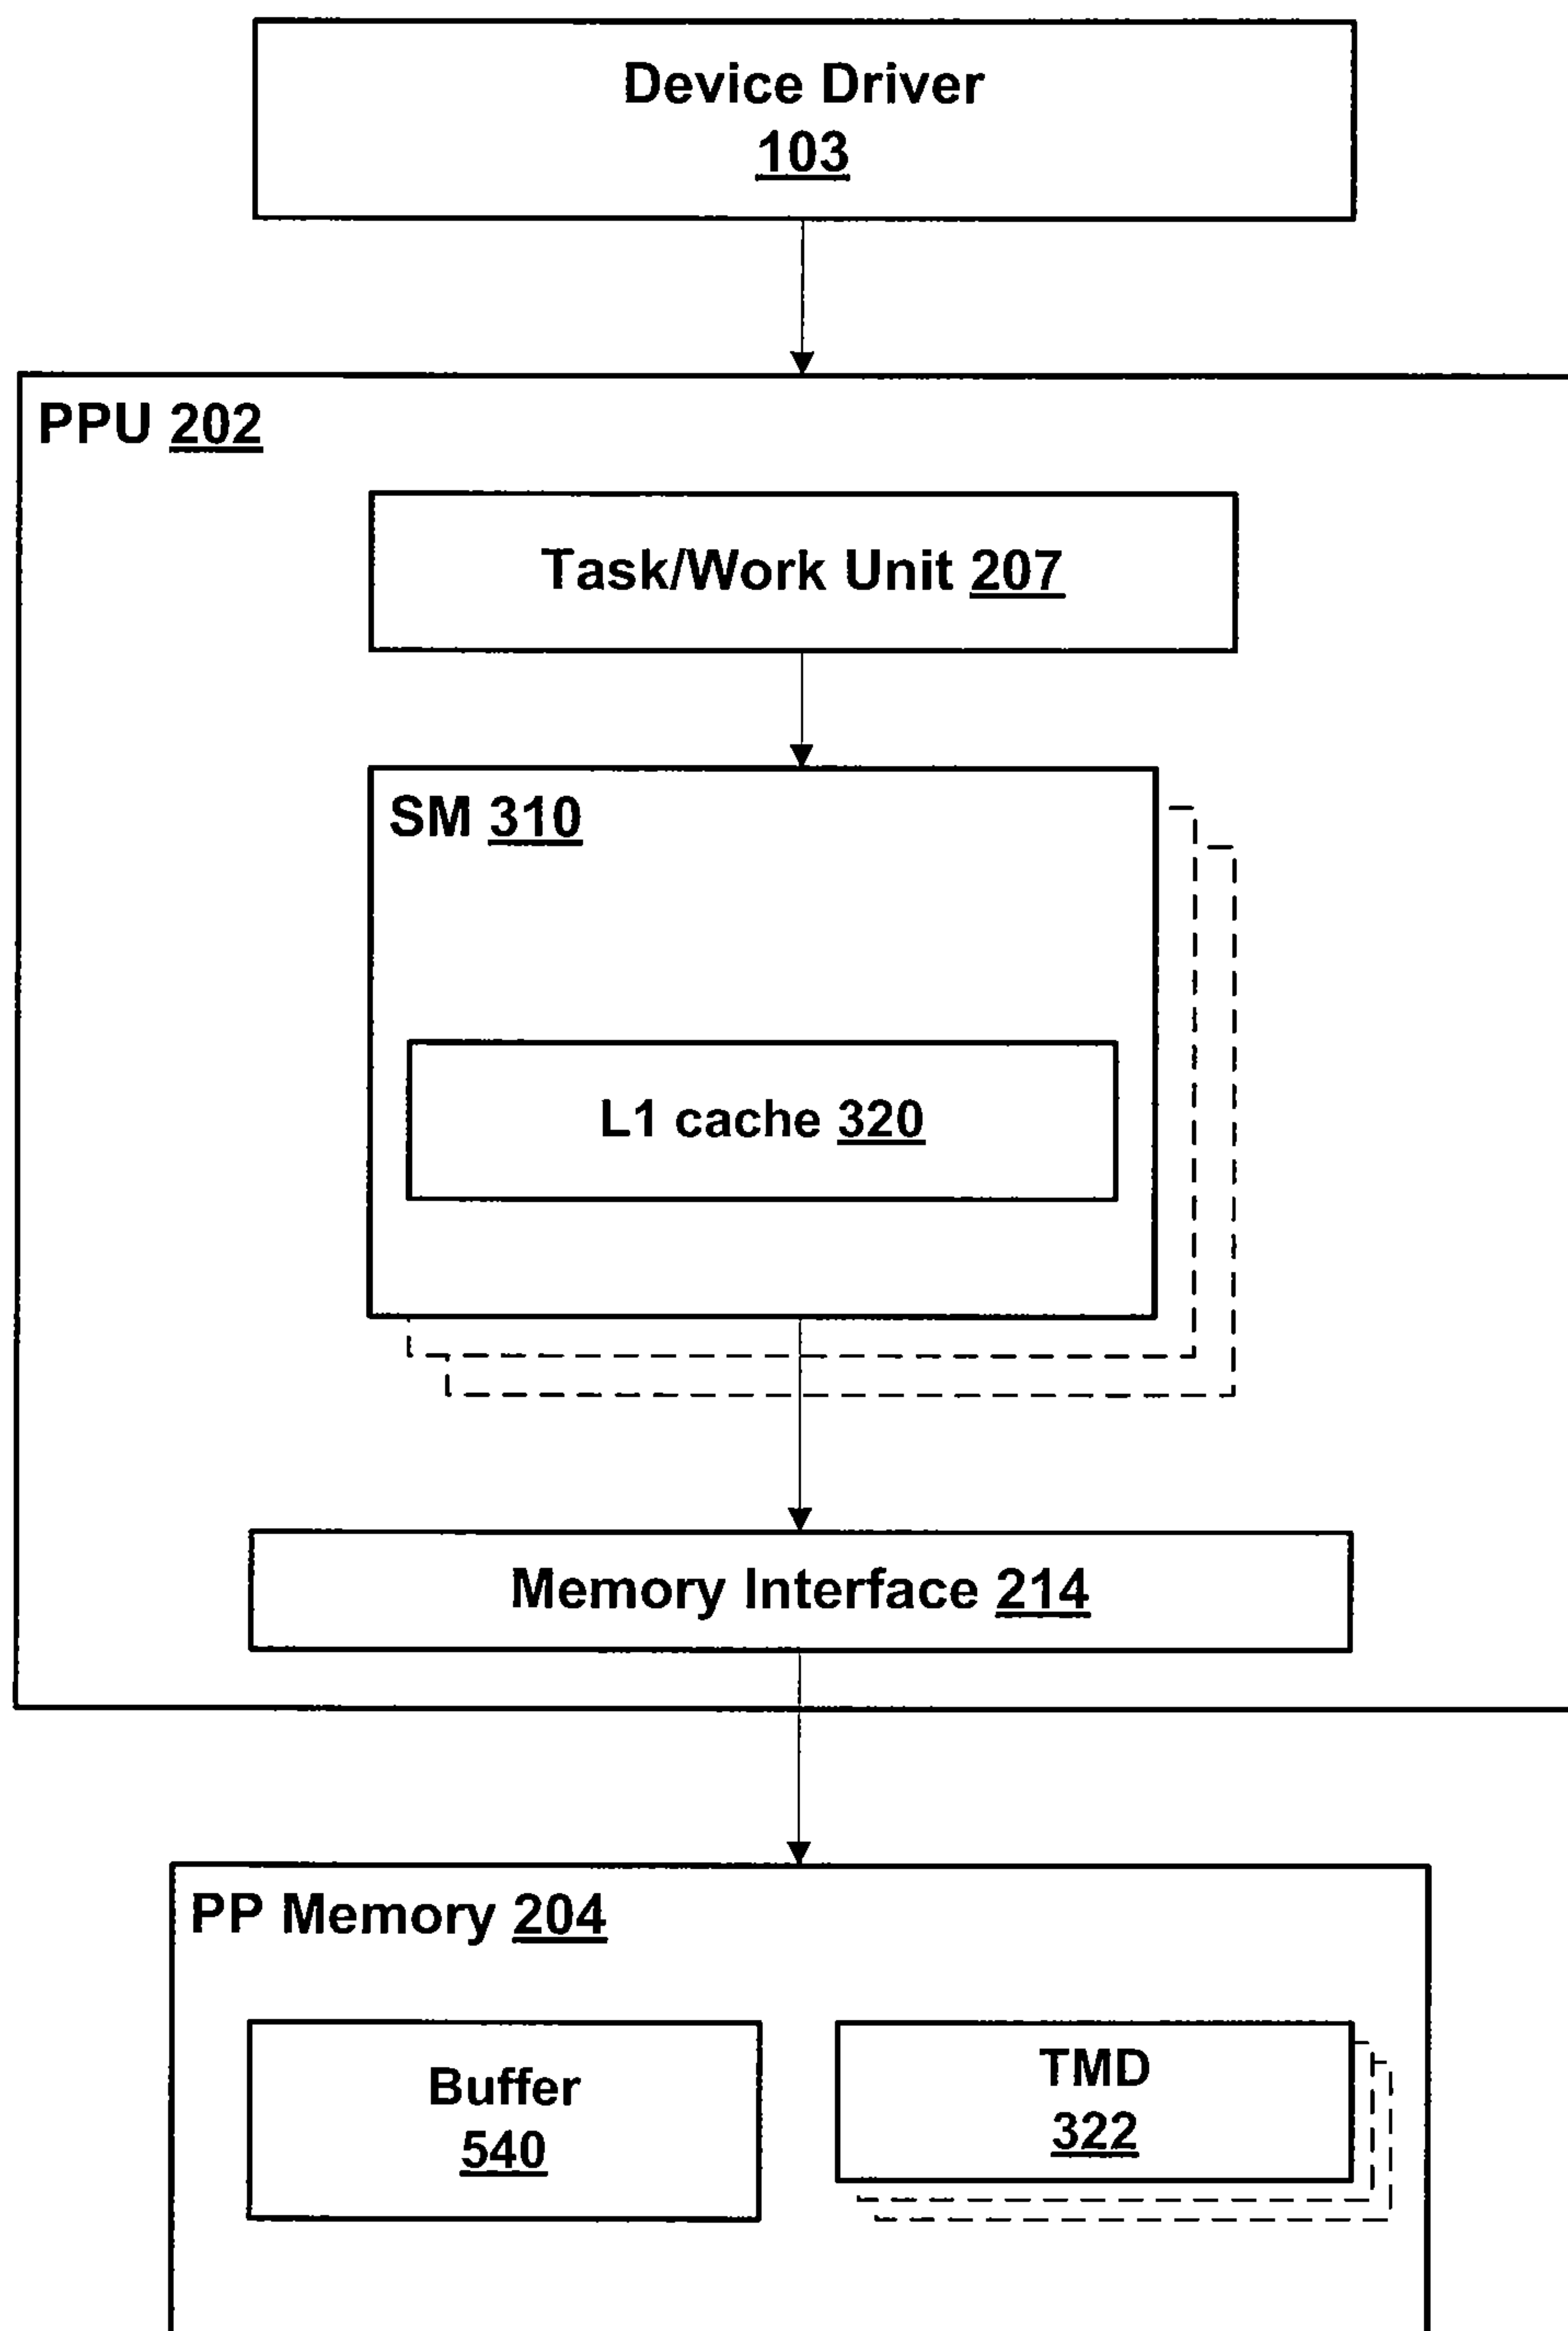 Device Driver
103
PPU 202
Task/Work Unit 207
SM 310
L1 cache 320
Memory Interface 214
PP Memory 204
Buffer
540
TMD
322